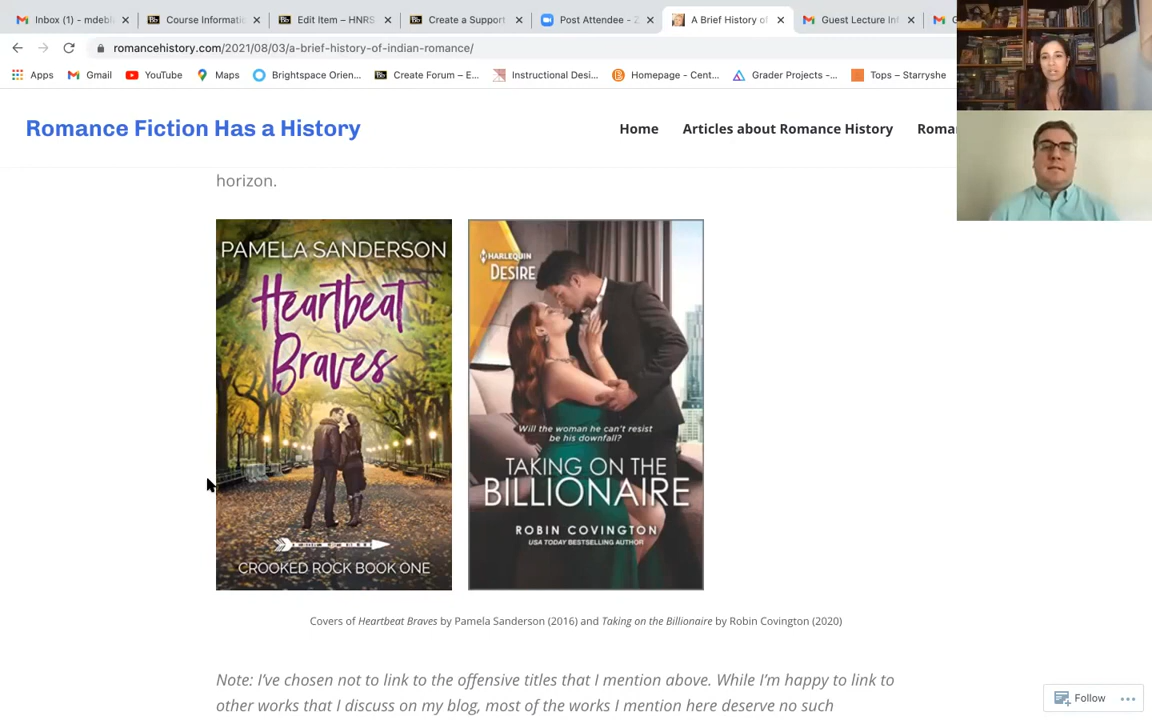 Inbox (1) - mdebl
Course Informatio
Edit Item – HNRS
Create a Support
Post Attendee - Z
A Brief History of
Guest Lecture Inf
romancehistory.com/2021/08/03/a-brief-history-of-indian-romance/
Apps
Gmail
YouTube
Maps
Brightspace Orien...
Create Forum – E...
Instructional Desi...
Homepage - Cent...
Grader Projects -...
Tops – Starryshe
Romance Fiction Has a History
Home
Articles about Romance History
Roma
horizon.
PAMELA SANDERSON
Heartbeat
Braves
CROOKED ROCK BOOK ONE
HARLEQUIN
DESIRE
Will the woman he can't resist
be his downfall?
TAKING ON THE
BILLIONAIRE
ROBIN COVINGTON
USA TODAY BESTSELLING AUTHOR
Covers of Heartbeat Braves by Pamela Sanderson (2016) and Taking on the Billionaire by Robin Covington (2020)
Note: I've chosen not to link to the offensive titles that I mention above. While I'm happy to link to
other works that I discuss on my blog, most of the works I mention here deserve no such
Follow